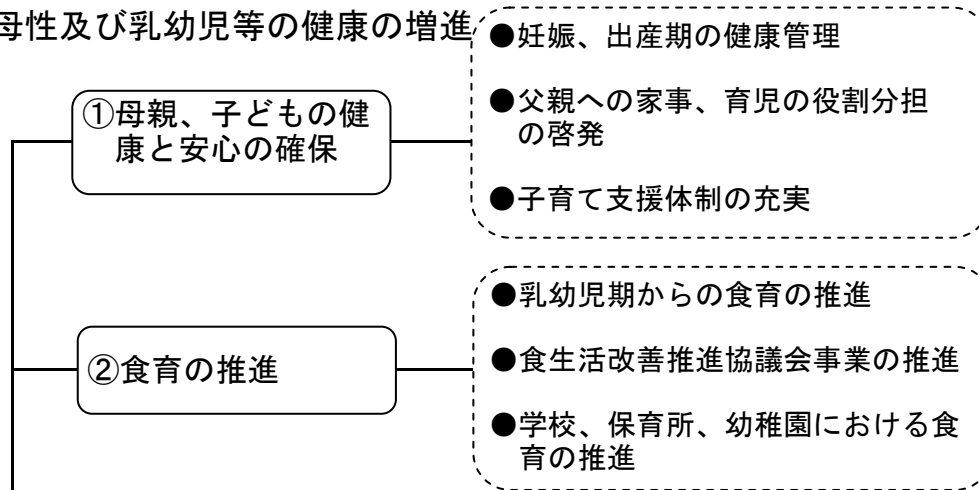 母性及び乳幼児等の健康の増進
①母親、子どもの健
康と安心の確保
●妊娠、出産期の健康管理
●父親への家事、育児の役割分担
の啓発
●子育て支援体制の充実
②食育の推進
●乳幼児期からの食育の推進
●食生活改善推進協議会事業の推進
●学校、保育所、幼稚園における食
育の推進